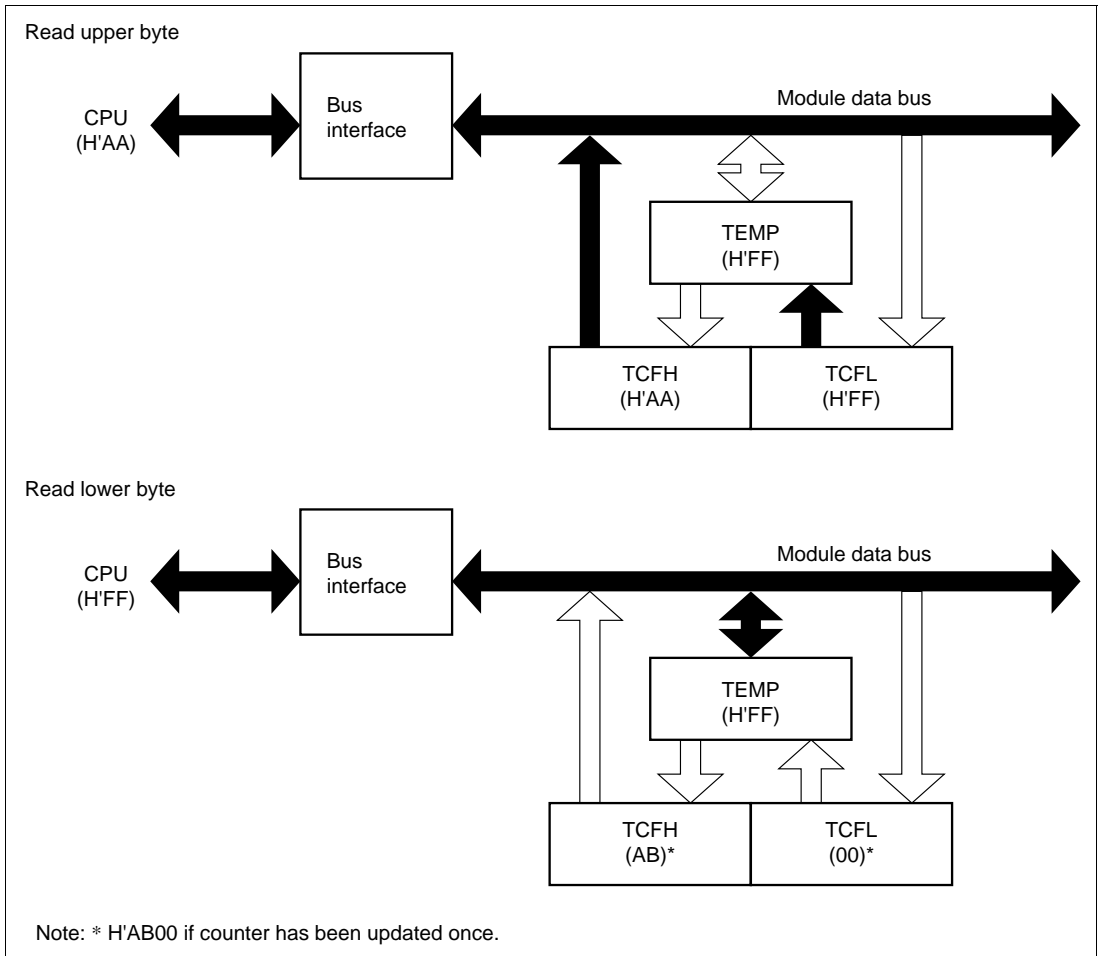 Read upper byte
CPU
(H'AA)
Bus
interface
Module data bus
TEMP
(H'FF)
TCFH
(H'AA)
TCFL
(H'FF)
Read lower byte
CPU
(H'FF)
Bus
interface
Module data bus
TEMP
(H'FF)
TCFH
(AB)*
TCFL
(00)*
Note: * H'AB00 if counter has been updated once.